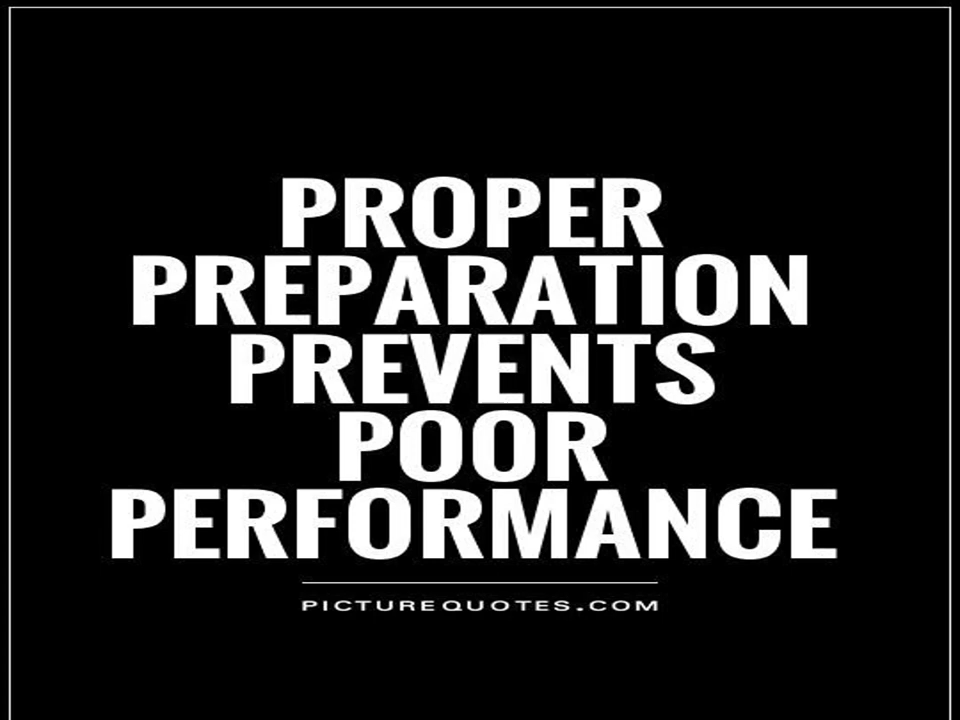 PROPER
PREPARATION
PREVENTS
POOR
PERFORMANCE
PICTUREQUOTES.COM